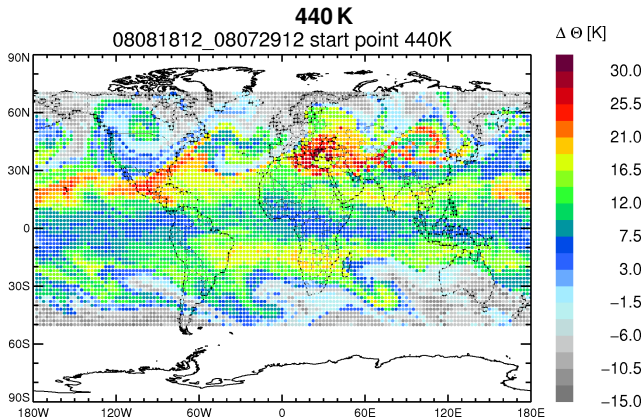 440 K
08081812_08072912 start point 440K
Δ Θ [K]
90N
60N
30N
0
30S
60S
90S
180W
120W
60W
0
60E
120E
180E
30.0
25.5
21.0
16.5
12.0
7.5
3.0
−1.5
−6.0
−10.5
−15.0